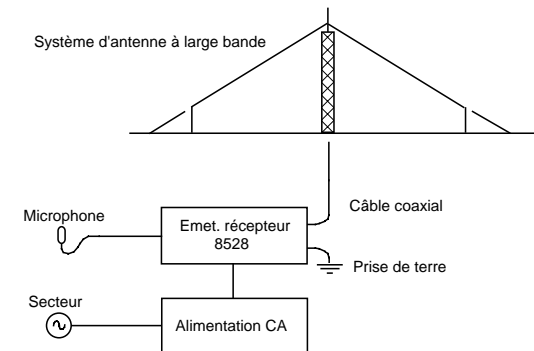 Système d'antenne à large bande
Câble coaxial
Microphone
Emet. récepteur
8528
Prise de terre
Secteur
Alimentation CA